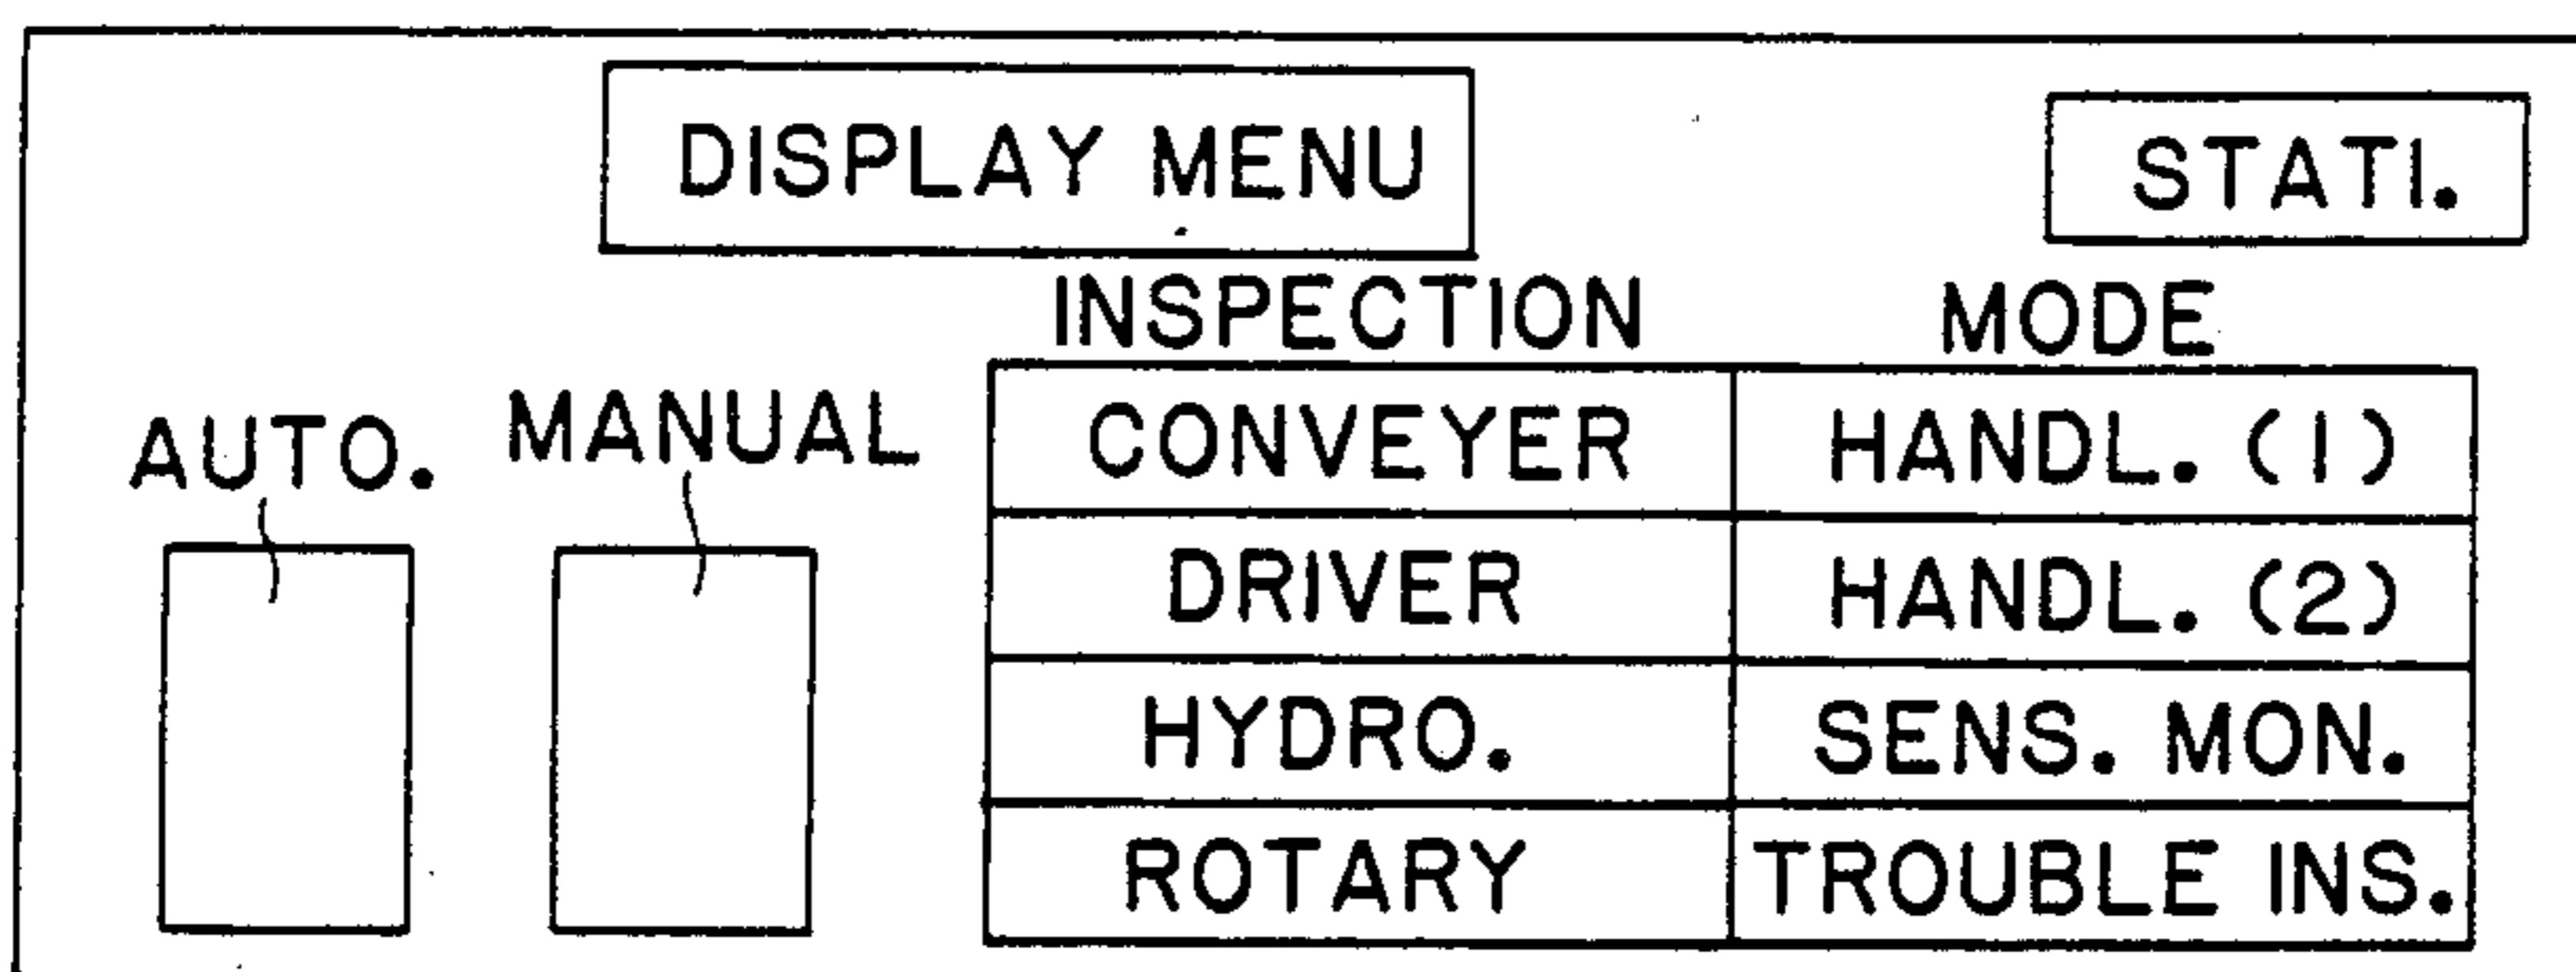 DISPLAY MENU
STATI.
INSPECTION MODE
AUTO.
MANUAL
CONVEYER HANDL. (1)
DRIVER HANDL. (2)
HYDRO. SENS. MON.
ROTARY TROUBLE INS.